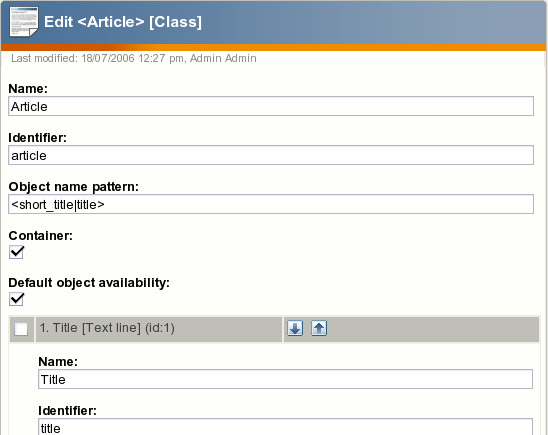 Edit <Article> [Class]
Last modified: 18/07/2006 12:27 pm, Admin Admin
Name:
Article
Identifier:
article
Object name pattern:
<short_title|title>
Container:
Default object availability:
1. Title [Text line] (id:1)
Name:
Title
Identifier:
title